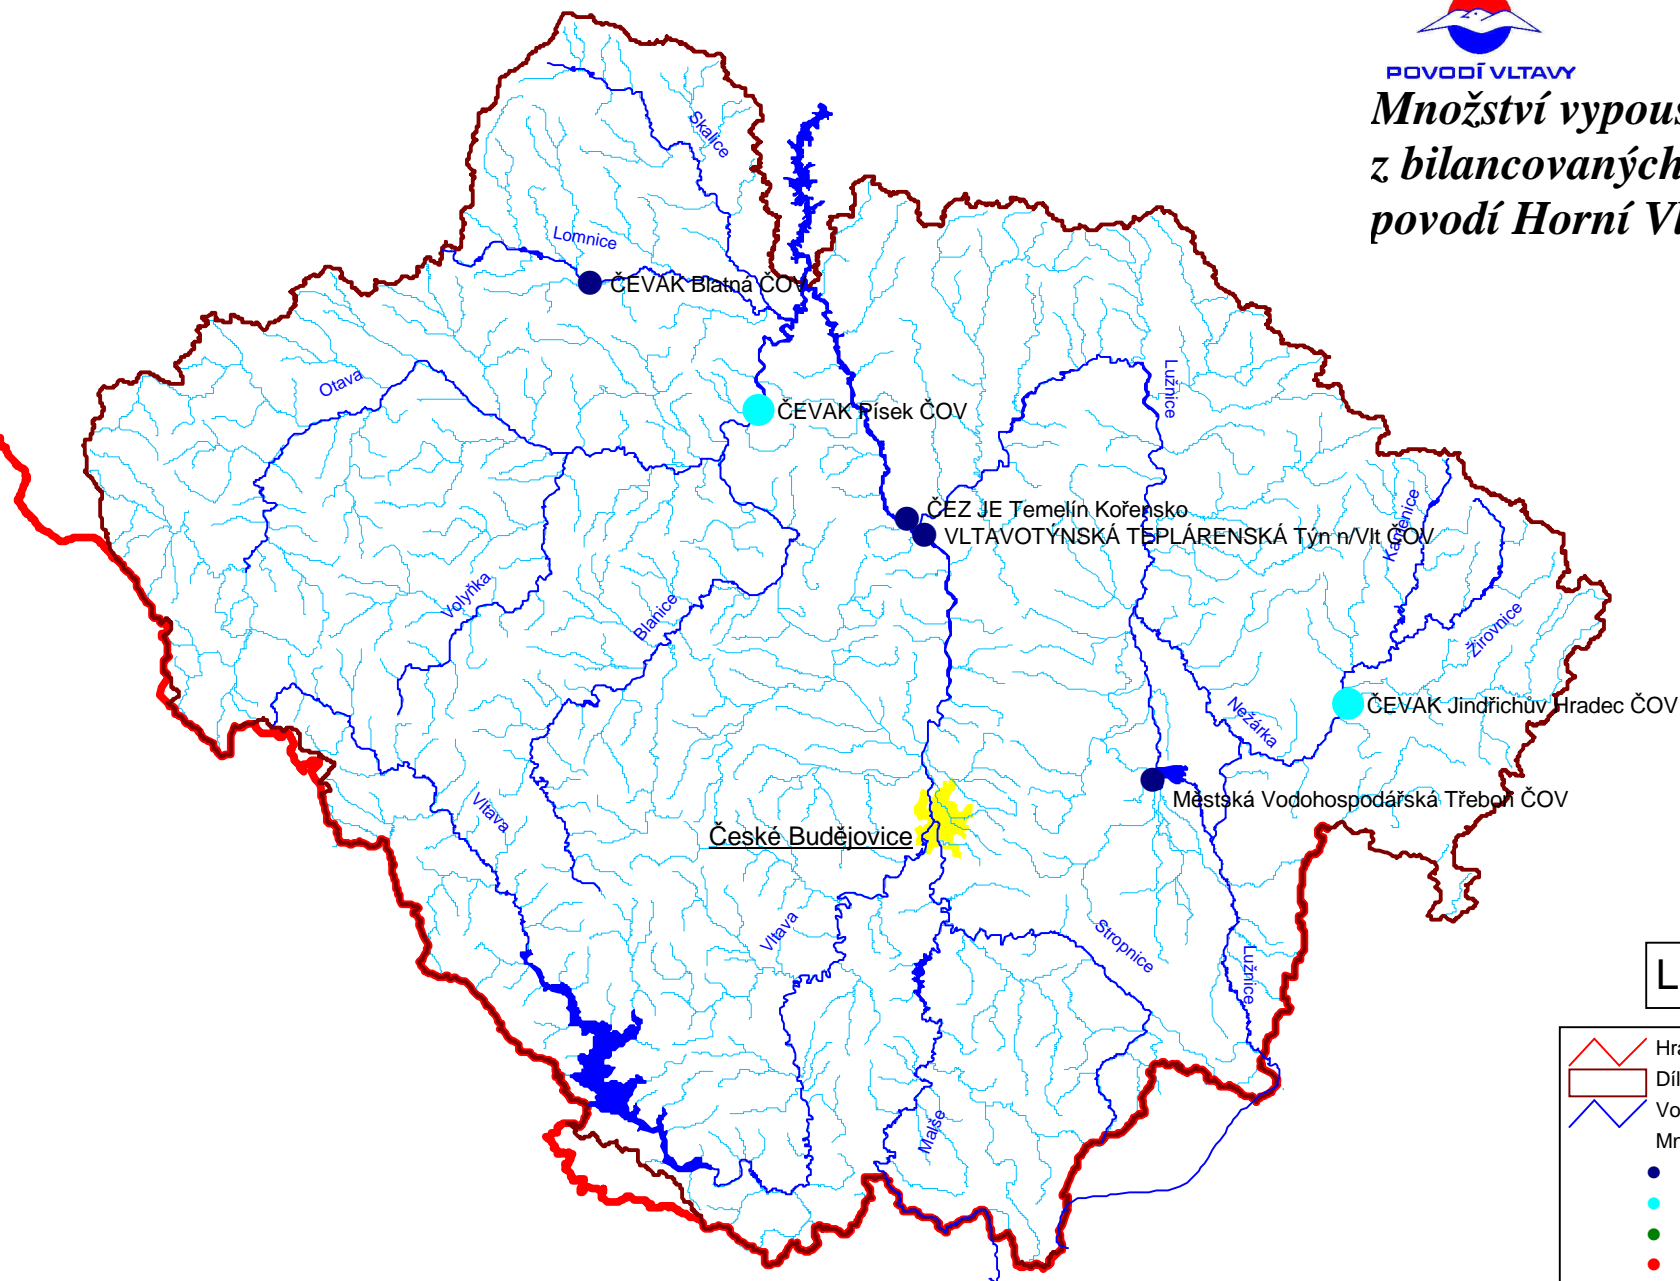 POVODÍ VLTAVY
Množství vypous
z bilancovaných
povodí Horní Vl
Skalice
Lomnice
ČEVAK Blatná ČOV
Otava
Lužnice
ČEVAK Písek ČOV
ČEZ JE Temelín Kořensko
VLTAVOTÝNSKÁ TEPLÁRENSKÁ Týn n/Vlt ČOV
Kamenice
Volyňka
Blanice
Žirovnice
Nežárka
ČEVAK Jindřichův Hradec ČOV
Vltava
Městská Vodohospodářská Třeboň ČOV
České Budějovice
Vltava
Stropnice
Lužnice
Malše
L
Hra
Díl
Vo
Mn